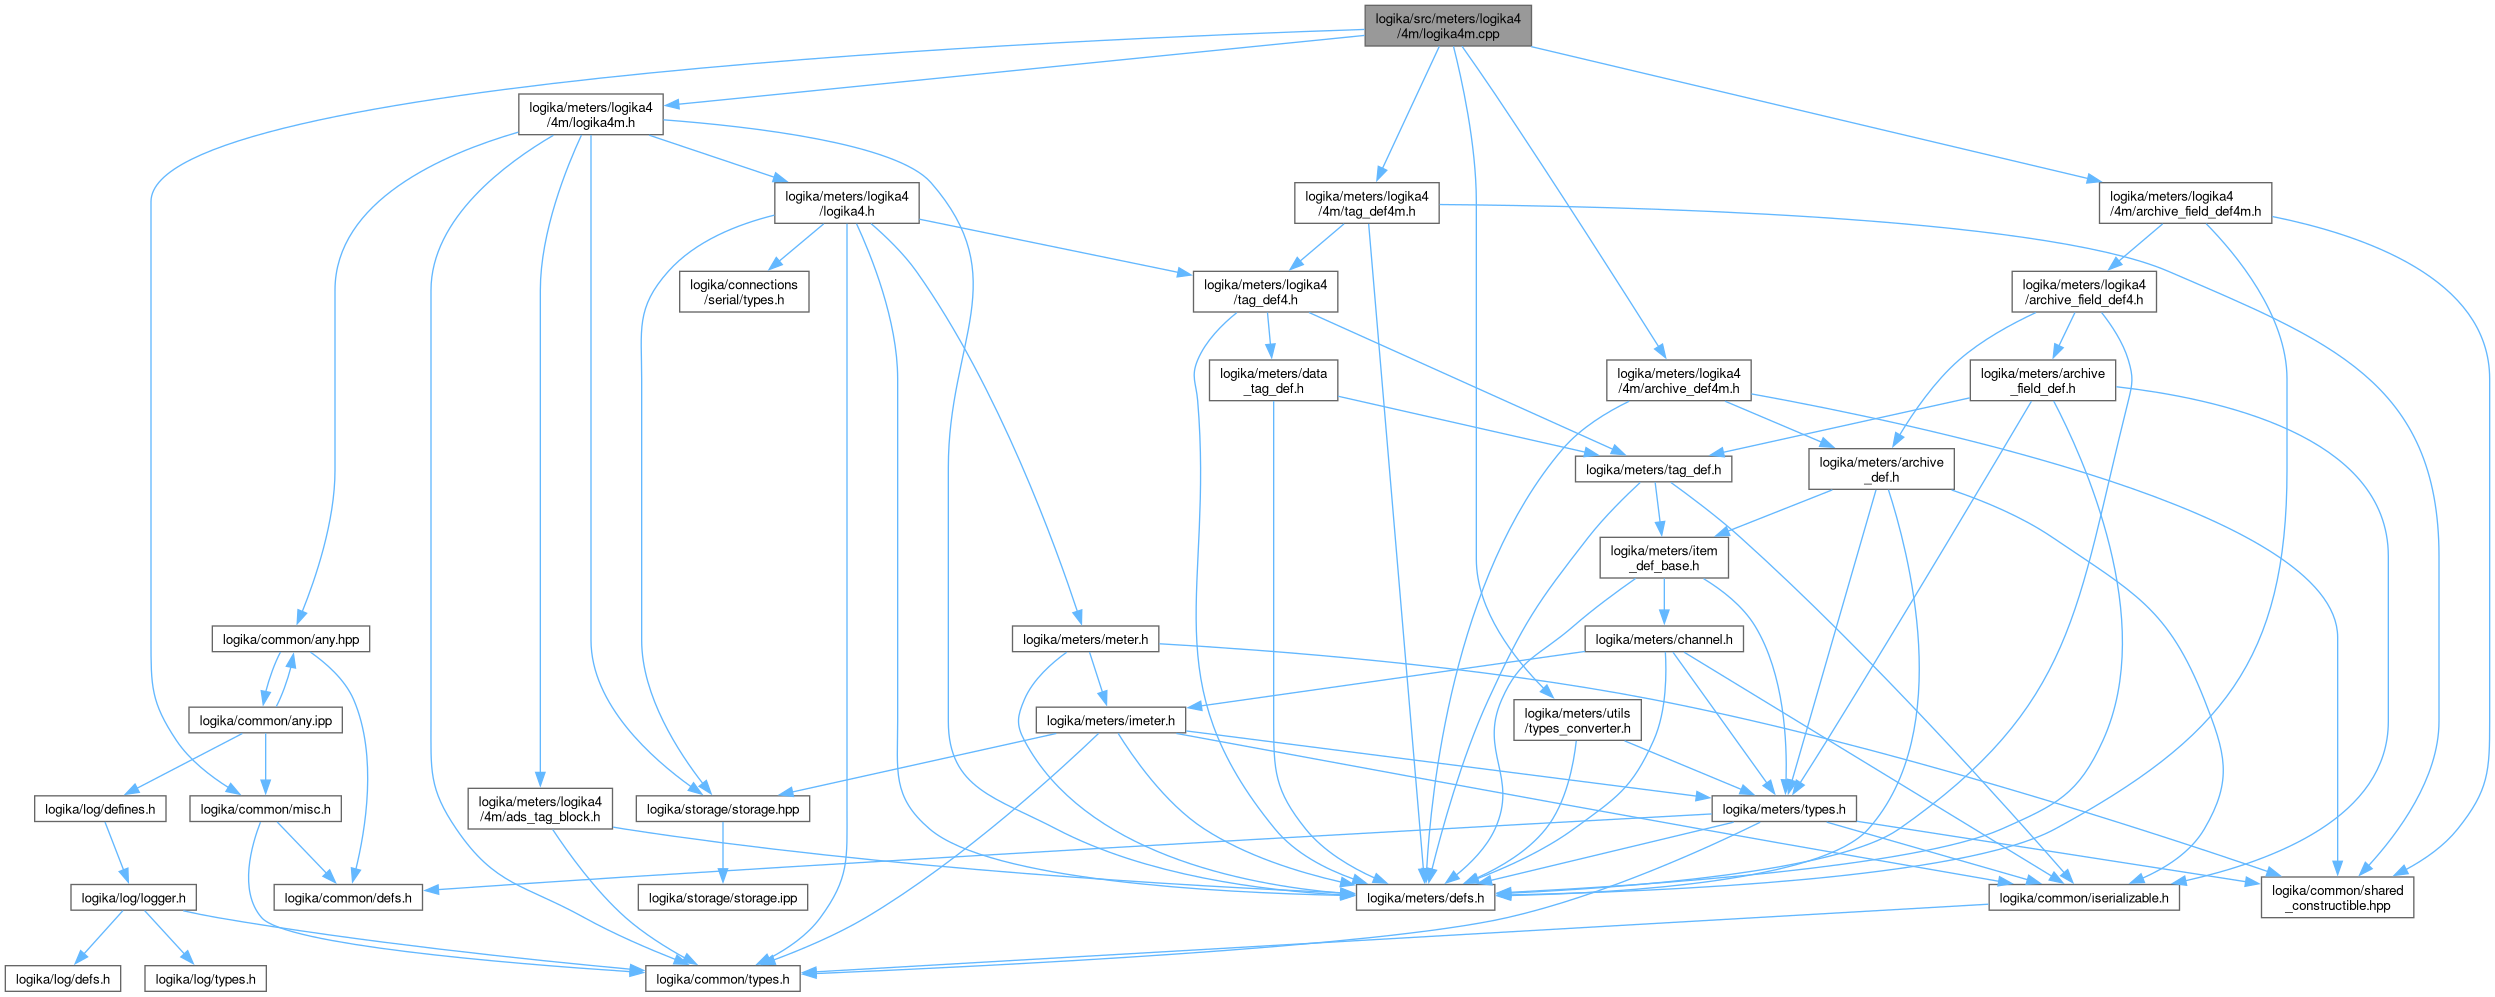 logika/src/meters/logika4
/4m/logika4m.cpp
logika/meters/logika4
/4m/logika4m.h
logika/meters/logika4
/logika4.h
logika/meters/logika4
/4m/tag_def4m.h
logika/meters/logika4
/4m/archive_field_def4m.h
logika/connections
/serial/types.h
logika/meters/logika4
/tag_def4.h
logika/meters/logika4
/archive_field_def4.h
logika/meters/data
_tag_def.h
logika/meters/logika4
/4m/archive_def4m.h
logika/meters/archive
_field_def.h
logika/meters/tag_def.h
logika/meters/archive
_def.h
logika/meters/item
_def_base.h
logika/common/any.hpp
logika/meters/meter.h
logika/meters/channel.h
logika/common/any.ipp
logika/meters/imeter.h
logika/meters/utils
/types_converter.h
logika/log/defines.h
logika/common/misc.h
logika/meters/logika4
/4m/ads_tag_block.h
logika/storage/storage.hpp
logika/meters/types.h
logika/log/logger.h
logika/common/defs.h
logika/storage/storage.ipp
logika/meters/defs.h
logika/common/iserializable.h
logika/common/shared
_constructible.hpp
logika/log/defs.h
logika/log/types.h
logika/common/types.h